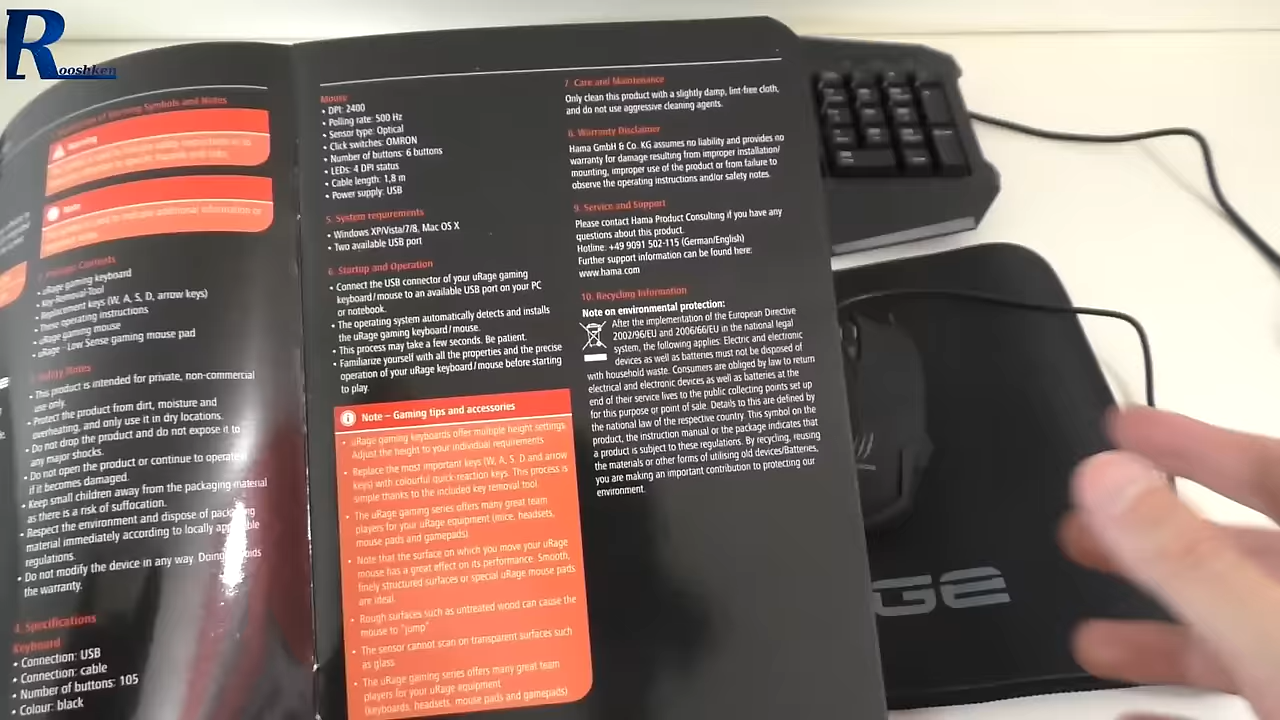 Rooshken
1. Explanation of Warning Symbols and Notes
Warning
Note
additional information or
2. Package Contents
• uRage gaming keyboard
• Key-Removal-Tool
• Replacement keys (W, A, S, D, arrow keys)
• These operating instructions
• uRage gaming mouse
• uRage - Low Sense gaming mouse pad
3. Safety Notes
• This product is intended for private, non-commercial
use only.
• Protect the product from dirt, moisture and
overheating, and only use it in dry locations.
• Do not drop the product and do not expose it to
any major shocks.
• Do not open the product or continue to operate
if it becomes damaged.
• Keep small children away from the packaging material
as there is a risk of suffocation.
• Respect the environment and dispose of packaging
material immediately according to locally applicable
regulations.
• Do not modify the device in any way. Doing voids
the warranty.
4. Specifications
Keyboard
• Connection: USB
• Connection: cable
• Number of buttons: 105
• Colour: black
Mouse
• DPI: 2400
• Polling rate: 500 Hz
• Sensor type: Optical
• Click switches: OMRON
• Number of buttons: 6 buttons
• LEDs: 4 DPI status
• Cable length: 1,8 m
• Power supply: USB
5. System requirements
• Windows XP/Vista/7/8, Mac OS X
• Two available USB port
6. Startup and Operation
• Connect the USB connector of your uRage gaming
keyboard/mouse to an available USB port on your PC
or notebook.
• The operating system automatically detects and installs
the uRage gaming keyboard/mouse.
• This process may take a few seconds. Be patient.
• Familiarize yourself with all the properties and the precise
operation of your uRage keyboard/mouse before starting
to play.
Note – Gaming tips and accessories
• uRage gaming keyboards offer multiple height settings.
Adjust the height to your individual requirements
• Replace the most important keys (W, A, S, D and arrow
keys) with colourful quick-reaction keys. This process is
simple thanks to the included key removal tool.
• The uRage gaming series offers many great team
players for your uRage equipment (mice, headsets,
mouse pads and gamepads)
• Note that the surface on which you move your uRage
mouse has a great effect on its performance. Smooth,
finely structured surfaces or special uRage mouse pads
are ideal.
• Rough surfaces such as untreated wood can cause the
mouse to "jump"
• The sensor cannot scan on transparent surfaces such
as glass
• The uRage gaming series offers many great team
players for your uRage equipment
(keyboards, headsets, mouse pads and gamepads)
7. Care and Maintenance
Only clean this product with a slightly damp, lint-free cloth,
and do not use aggressive cleaning agents.
8. Warranty Disclaimer
Hama GmbH & Co. KG assumes no liability and provides no
warranty for damage resulting from improper installation/
mounting, improper use of the product or from failure to
observe the operating instructions and/or safety notes.
9. Service and Support
Please contact Hama Product Consulting if you have any
questions about this product.
Hotline: +49 9091 502-115 (German/English)
Further support information can be found here:
www.hama.com
10. Recycling Information
Note on environmental protection:
After the implementation of the European Directive
2002/96/EU and 2006/66/EU in the national legal
system, the following applies: Electric and electronic
devices as well as batteries must not be disposed of
with household waste. Consumers are obliged by law to return
electrical and electronic devices as well as batteries at the
end of their service lives to the public collecting points set up
for this purpose or point of sale. Details to this are defined by
the national law of the respective country. This symbol on the
product, the instruction manual or the package indicates that
a product is subject to these regulations. By recycling, reusing
the materials or other forms of utilising old devices/Batteries,
you are making an important contribution to protecting our
environment.
GE